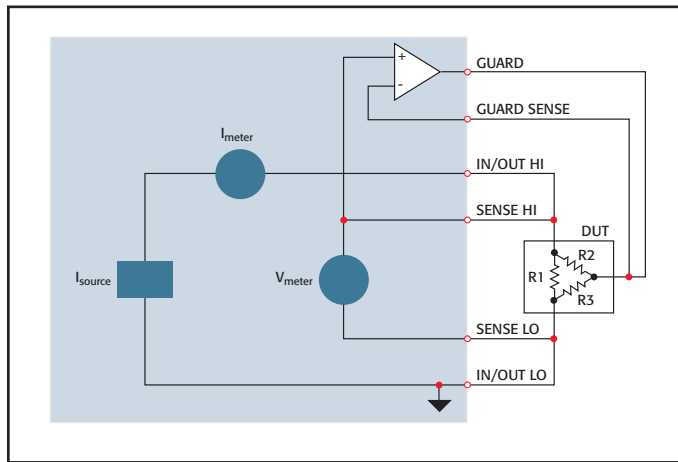 GUARD
+
-
GUARD SENSE
Imeter
IN/OUT HI
SENSE HI
DUT
R2
R1
R3
Isource
Vmeter
SENSE LO
IN/OUT LO